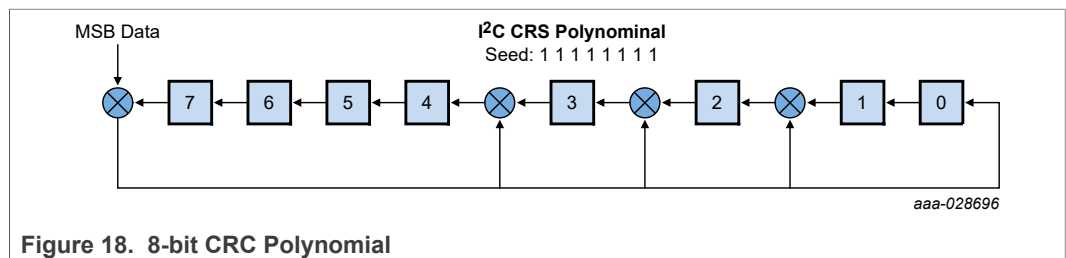 MSB Data
I²C CRS Polynominal
Seed: 1 1 1 1 1 1 1 1
7 6 5 4 3 2 1 0
aaa-028696
Figure 18. 8-bit CRC Polynomial